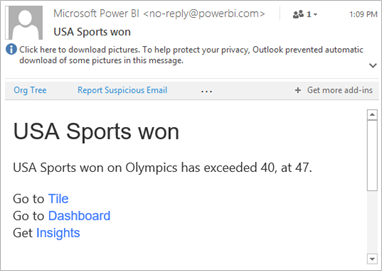 Microsoft Power BI <no-reply@powerbi.com>
1
1:09 PM
USA Sports won
Click here to download pictures. To help protect your privacy, Outlook prevented automatic
download of some pictures in this message.
Org Tree
Report Suspicious Email
...
+ Get more add-ins
USA Sports won
USA Sports won on Olympics has exceeded 40, at 47.
Go to Tile
Go to Dashboard
Get Insights